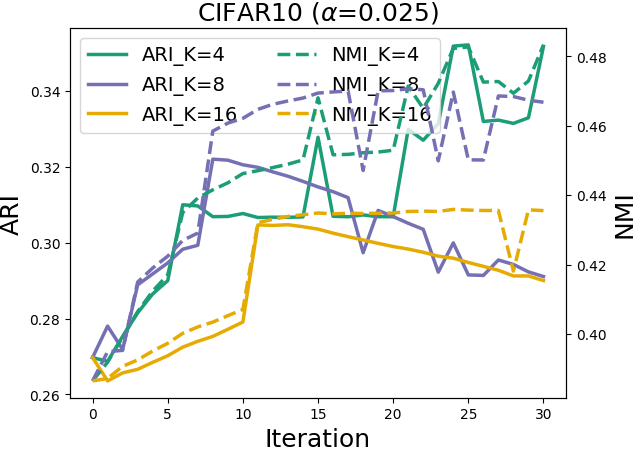 CIFAR10 (α=0.025)
ARI_K=4
ARI_K=8
ARI_K=16
NMI_K=4
NMI_K=8
NMI_K=16
ARI
0.34
0.32
0.30
0.28
0.26
NMI
0.48
0.46
0.44
0.42
0.40
0 5 10 15 20 25 30
Iteration